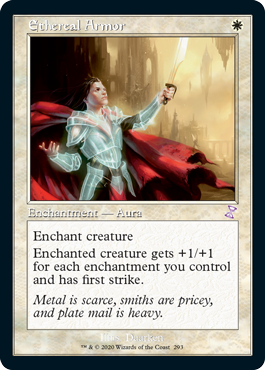 Ethereal Armor
Enchantment — Aura
Enchant creature
Enchanted creature gets +1/+1
for each enchantment you control
and has first strike.
Metal is scarce, smiths are pricey,
and plate mail is heavy.
™ & © 2020 Wizards of the Coast 293